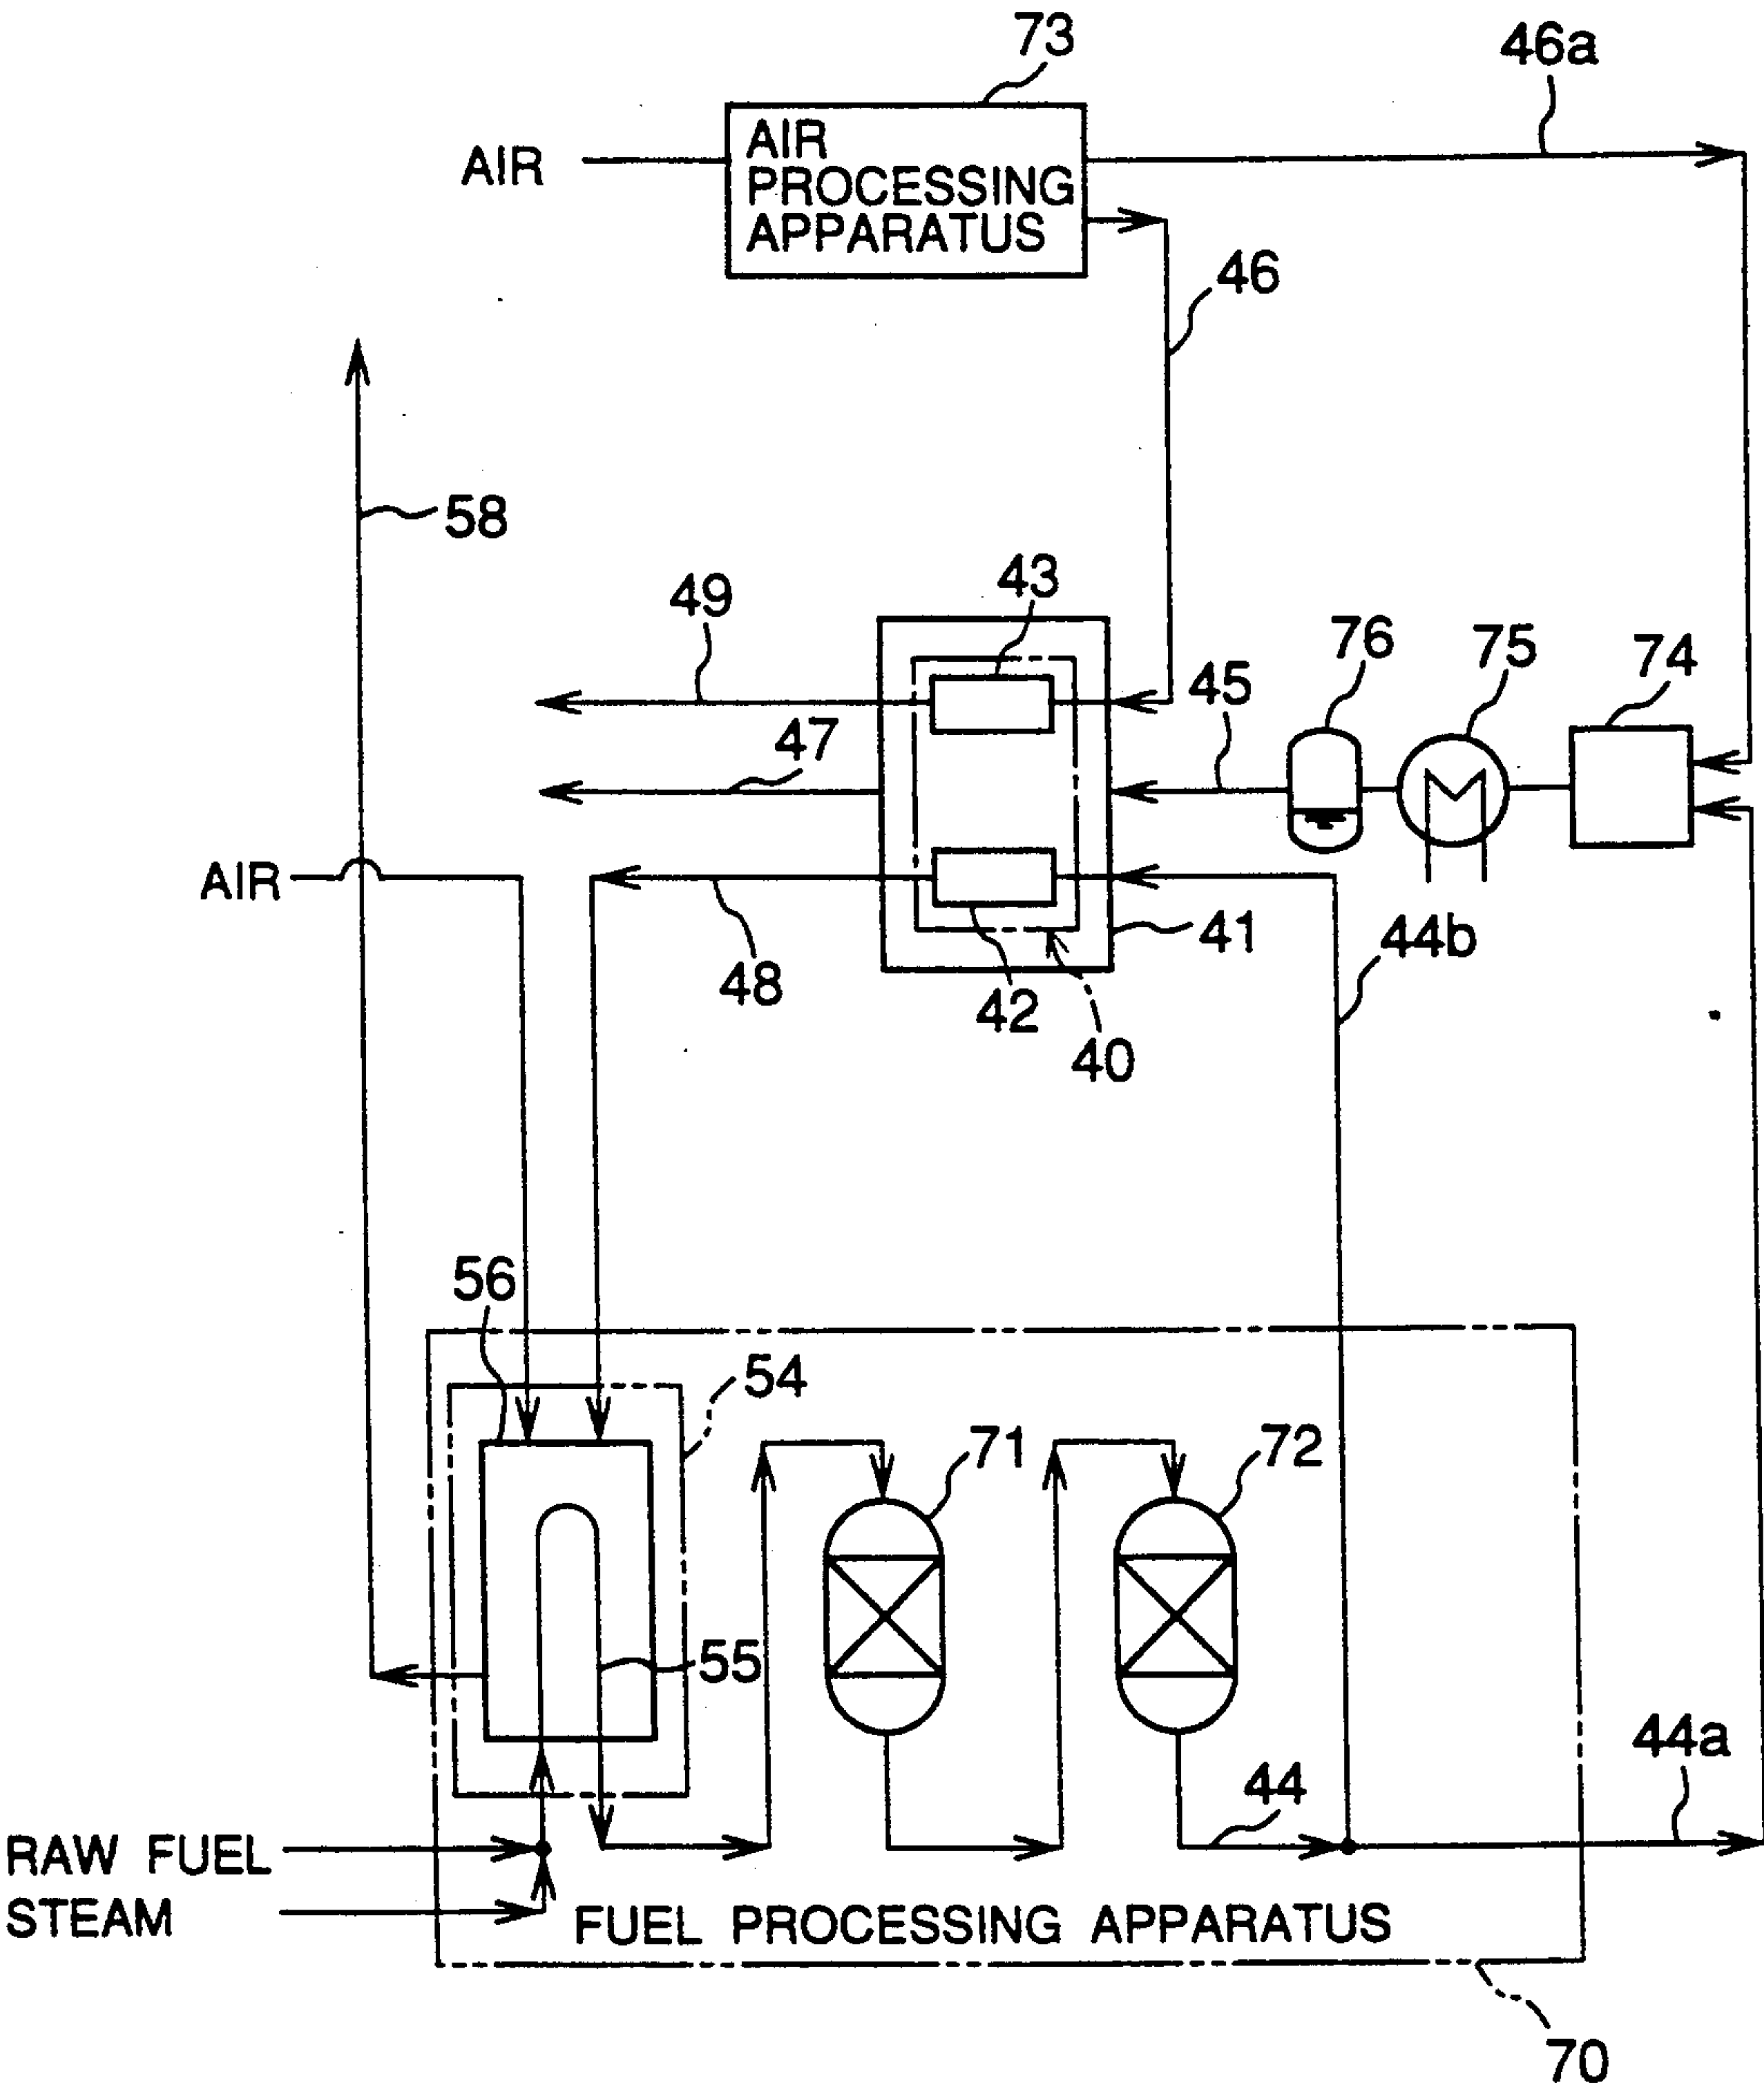 73
46a
AIR
AIR
PROCESSING
APPARATUS
46
58
49
43
76
75
74
45
47
AIR
41
44b
48
42
40
56
54
71
72
55
44a
44
RAW FUEL
STEAM
FUEL PROCESSING APPARATUS
70